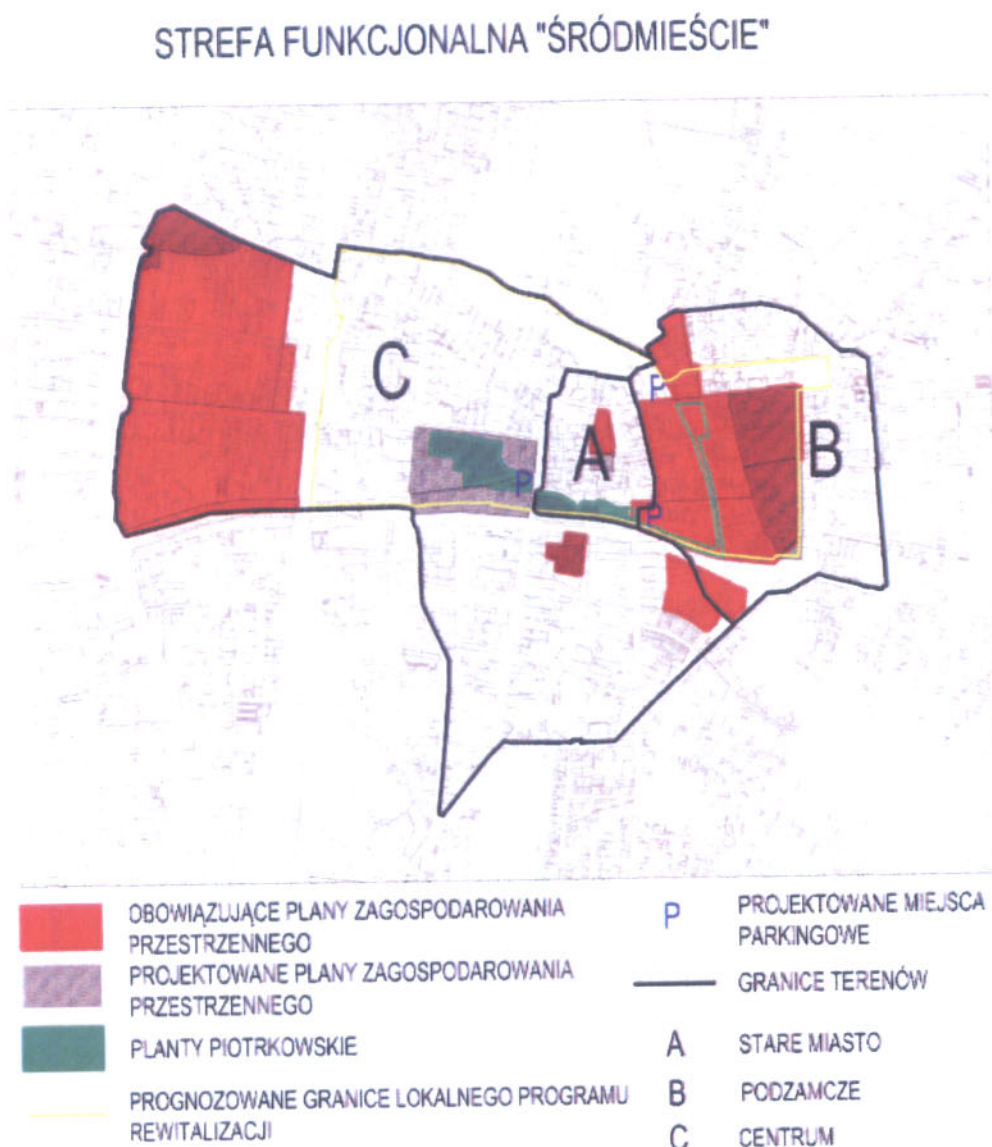 STREFA FUNKCJONALNA "ŚRÓDMIEŚCIE"
C
P
A
B
P
P
OBOWIĄZUJĄCE PLANY ZAGOSPODAROWANIA
PRZESTRZENNEGO
PROJEKTOWANE PLANY ZAGOSPODAROWANIA
PRZESTRZENNEGO
PLANTY PIOTRKOWSKIE
PROGNOZOWANE GRANICE LOKALNEGO PROGRAMU
REWITALIZACJI
P PROJEKTOWANE MIEJSCA
PARKINGOWE
GRANICE TERENÓW
A STARE MIASTO
B PODZAMCZE
C CENTRUM